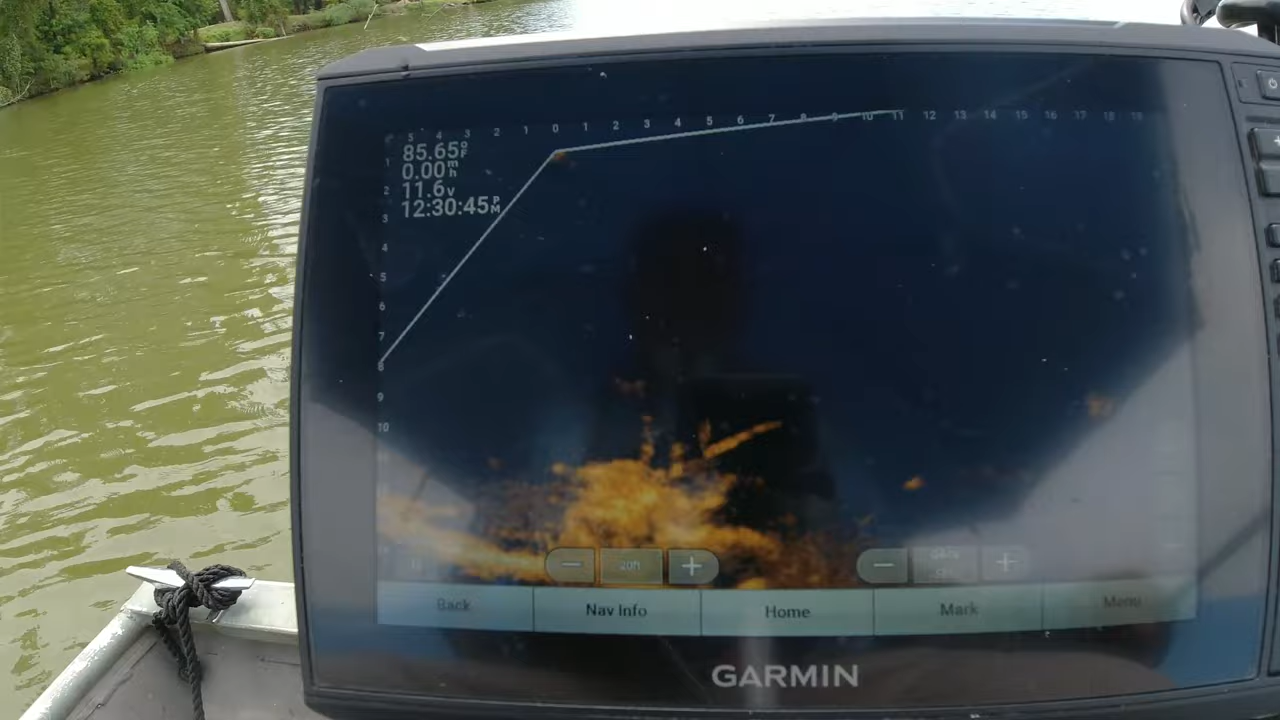 5 4 3 2 1 0 1 2 3 4 5 6 7 8 9 10 11 12 13 14 15 16 17 18 19
85.65°F
0.00mh
11.6v
12:30:45PM
1
2
3
4
5
6
7
8
9
10
20ft
Back Nav Info Home Mark Menu
GARMIN